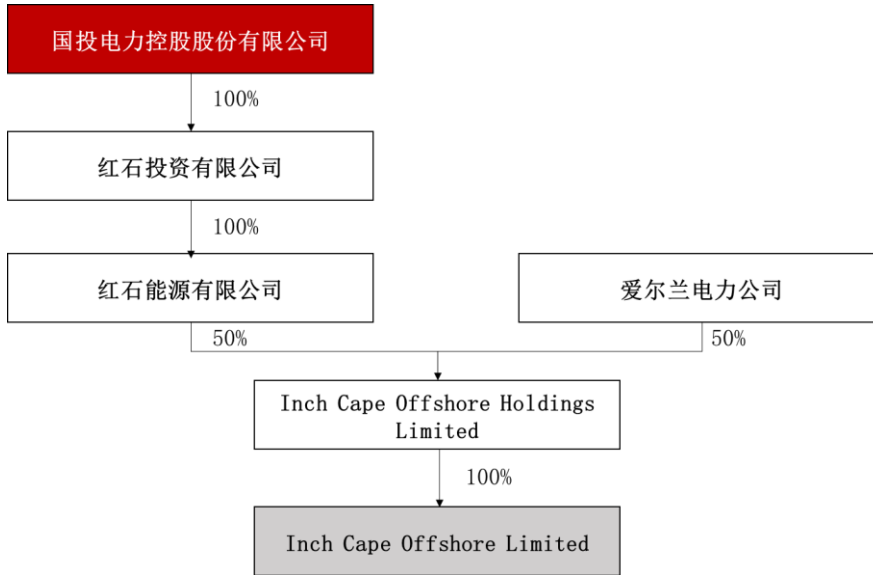 国投电力控股股份有限公司
100%
红石投资有限公司
100%
红石能源有限公司
爱尔兰电力公司
50%
50%
Inch Cape Offshore Holdings
Limited
100%
Inch Cape Offshore Limited